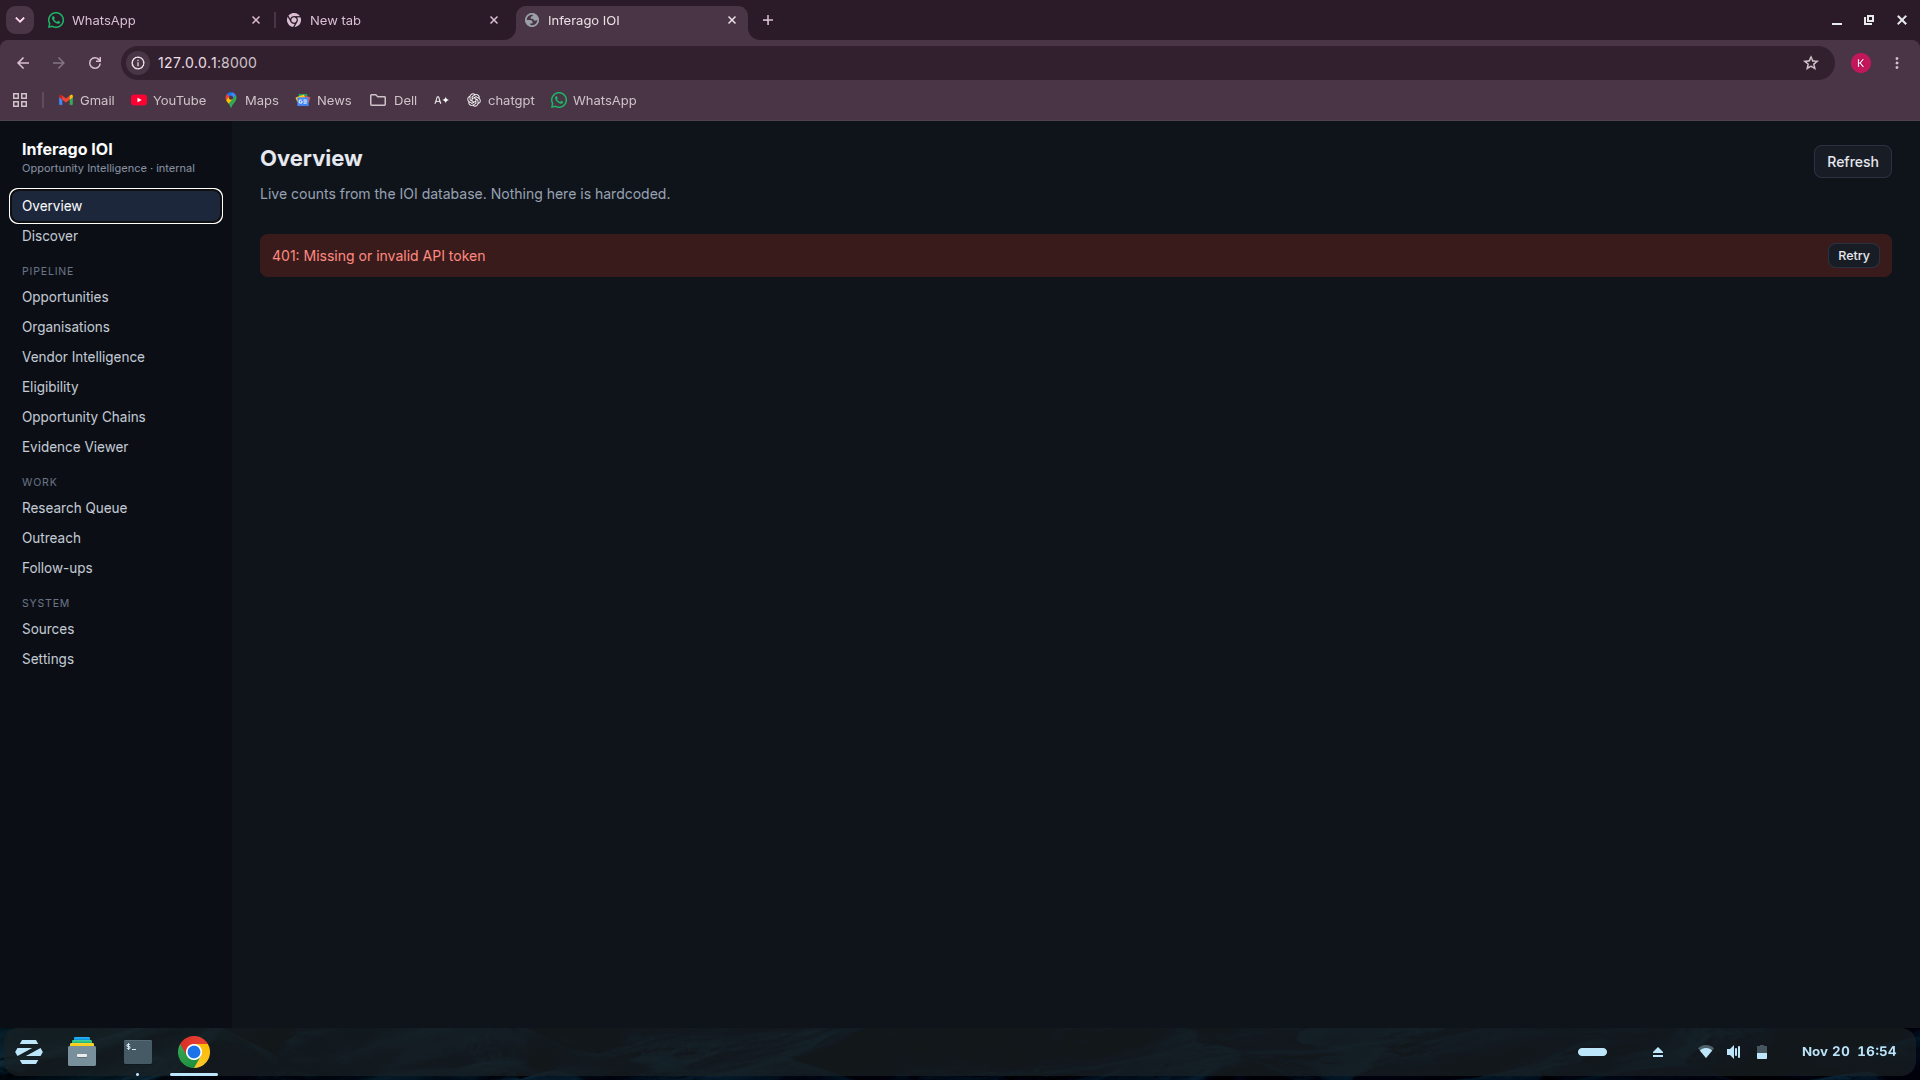 WhatsApp
New tab
Inferago IOI
127.0.0.1:8000
K
Gmail
YouTube
Maps
News
Dell
A+
chatgpt
WhatsApp
Inferago IOI
Opportunity Intelligence · internal
Overview
Discover
PIPELINE
Opportunities
Organisations
Vendor Intelligence
Eligibility
Opportunity Chains
Evidence Viewer
WORK
Research Queue
Outreach
Follow-ups
SYSTEM
Sources
Settings
Overview
Refresh
Live counts from the IOI database. Nothing here is hardcoded.
401: Missing or invalid API token
Retry
$_
Nov 20 16:54